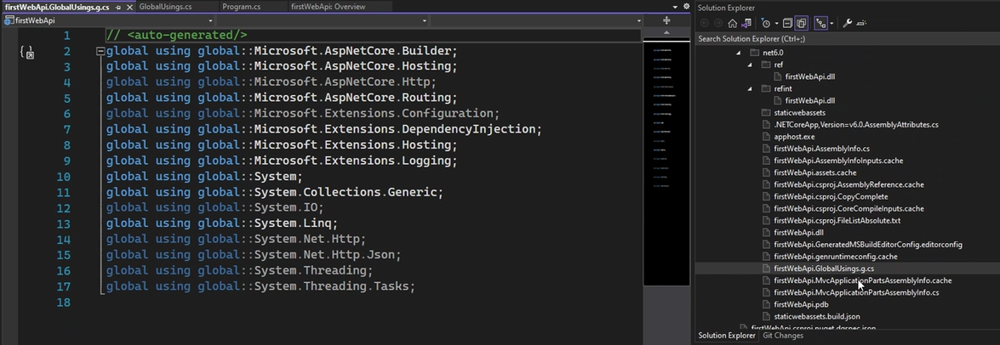 firstWebApi.GlobalUsings.g.cs
GlobalUsings.cs
Program.cs
firstWebApi: Overview
firstWebApi
1 // <auto-generated/>
2 global using global::Microsoft.AspNetCore.Builder;
3 global using global::Microsoft.AspNetCore.Hosting;
4 global using global::Microsoft.AspNetCore.Http;
5 global using global::Microsoft.AspNetCore.Routing;
6 global using global::Microsoft.Extensions.Configuration;
7 global using global::Microsoft.Extensions.DependencyInjection;
8 global using global::Microsoft.Extensions.Hosting;
9 global using global::Microsoft.Extensions.Logging;
10 global using global::System;
11 global using global::System.Collections.Generic;
12 global using global::System.IO;
13 global using global::System.Linq;
14 global using global::System.Net.Http;
15 global using global::System.Net.Http.Json;
16 global using global::System.Threading;
17 global using global::System.Threading.Tasks;
18
Solution Explorer
Search Solution Explorer (Ctrl+;)
net6.0
ref
firstWebApi.dll
refint
firstWebApi.dll
staticwebassets
.NETCoreApp,Version=v6.0.AssemblyAttributes.cs
apphost.exe
firstWebApi.AssemblyInfo.cs
firstWebApi.AssemblyInfoInputs.cache
firstWebApi.assets.cache
firstWebApi.csproj.AssemblyReference.cache
firstWebApi.csproj.CopyComplete
firstWebApi.csproj.CoreCompileInputs.cache
firstWebApi.csproj.FileListAbsolute.txt
firstWebApi.dll
firstWebApi.GeneratedMSBuildEditorConfig.editorconfig
firstWebApi.genruntimeconfig.cache
firstWebApi.GlobalUsings.g.cs
firstWebApi.MvcApplicationPartsAssemblyInfo.cache
firstWebApi.MvcApplicationPartsAssemblyInfo.cs
firstWebApi.pdb
staticwebassets.build.json
firstWebApi.csproj.nuget.dgspec.json
Solution Explorer
Git Changes